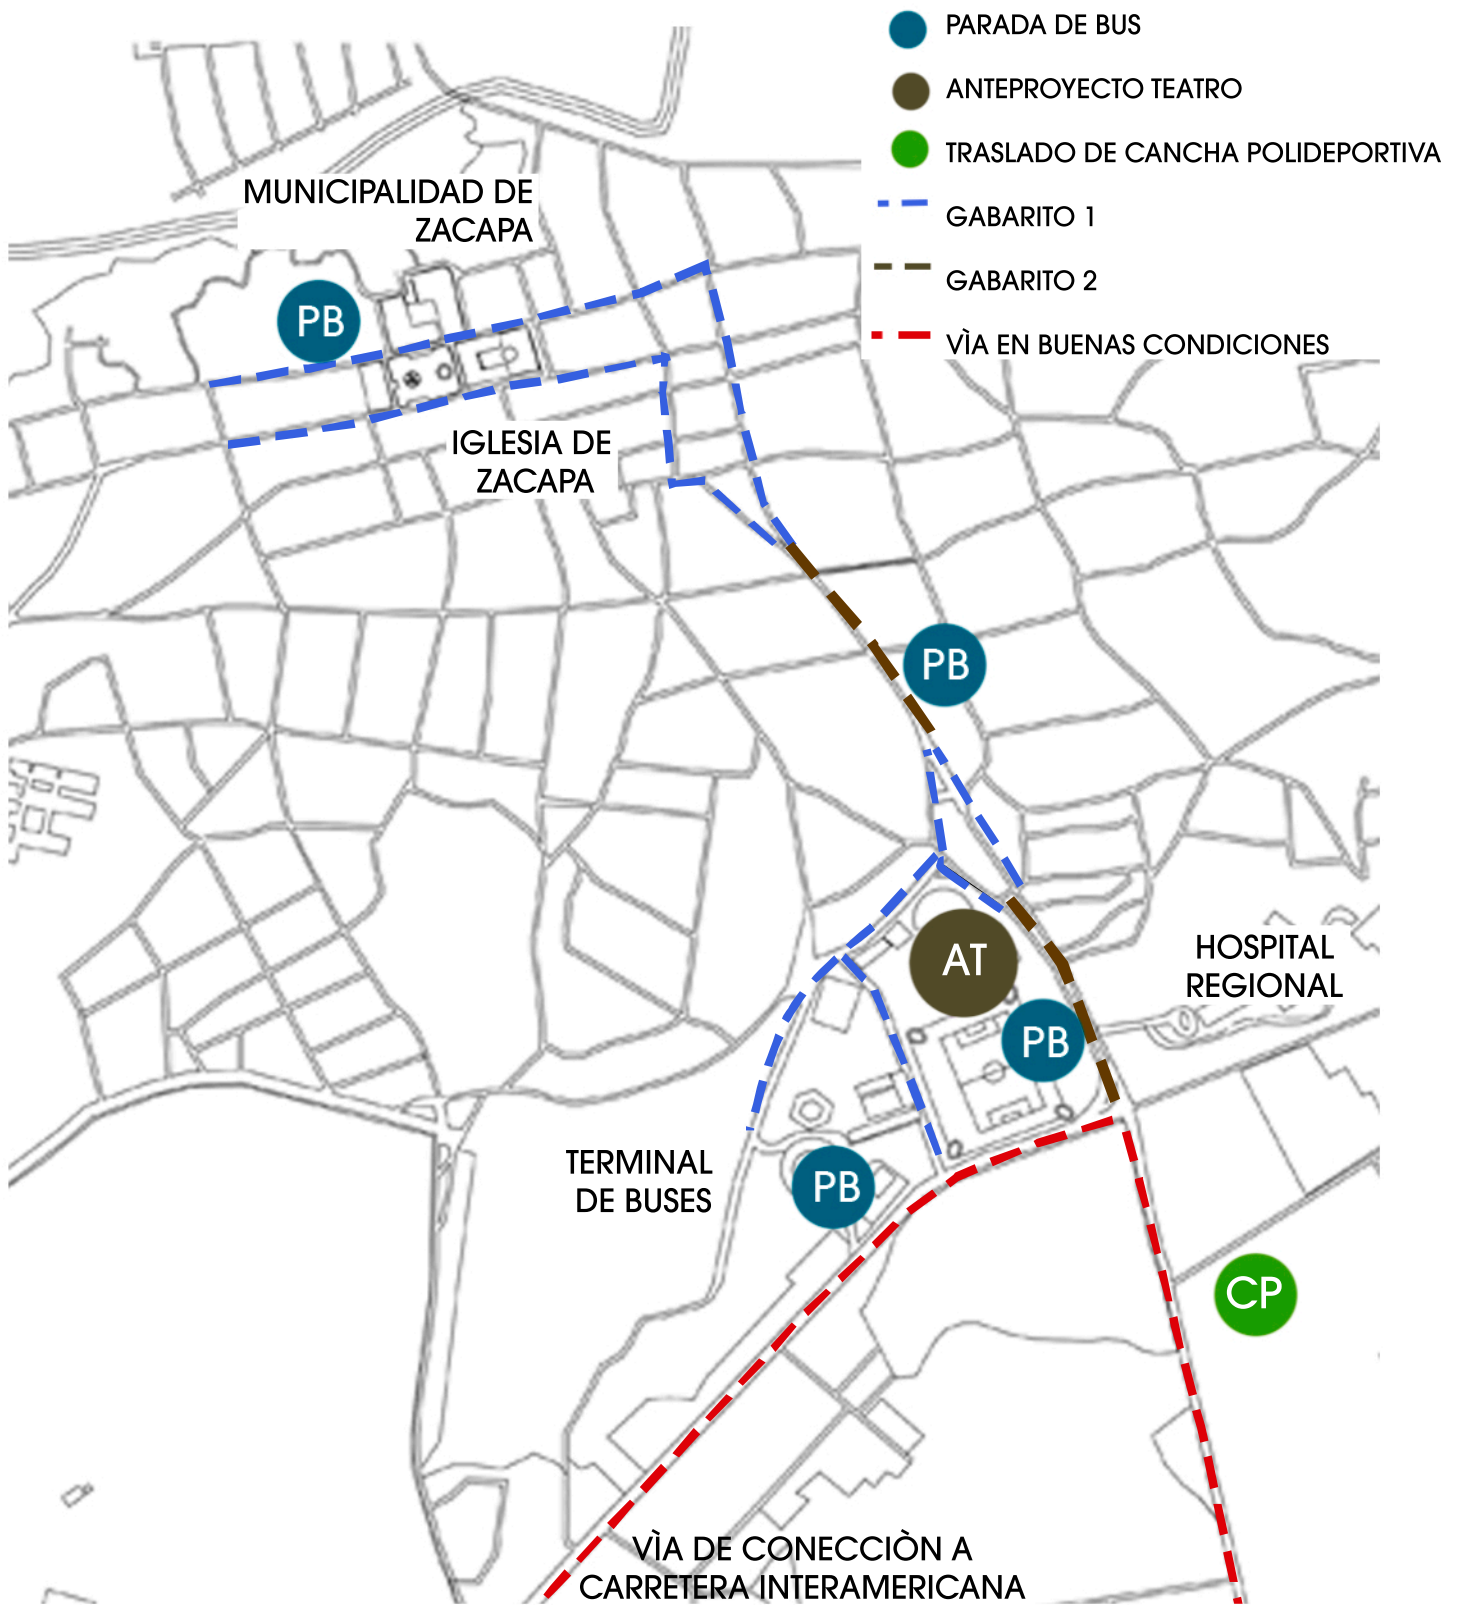 PARADA DE BUS
ANTEPROYECTO TEATRO
TRASLADO DE CANCHA POLIDEPORTIVA
GABARITO 1
GABARITO 2
VÌA EN BUENAS CONDICIONES
MUNICIPALIDAD DE
ZACAPA
PB
IGLESIA DE
ZACAPA
PB
AT
HOSPITAL
REGIONAL
PB
TERMINAL
DE BUSES
PB
CP
VÌA DE CONECCIÒN A
CARRETERA INTERAMERICANA